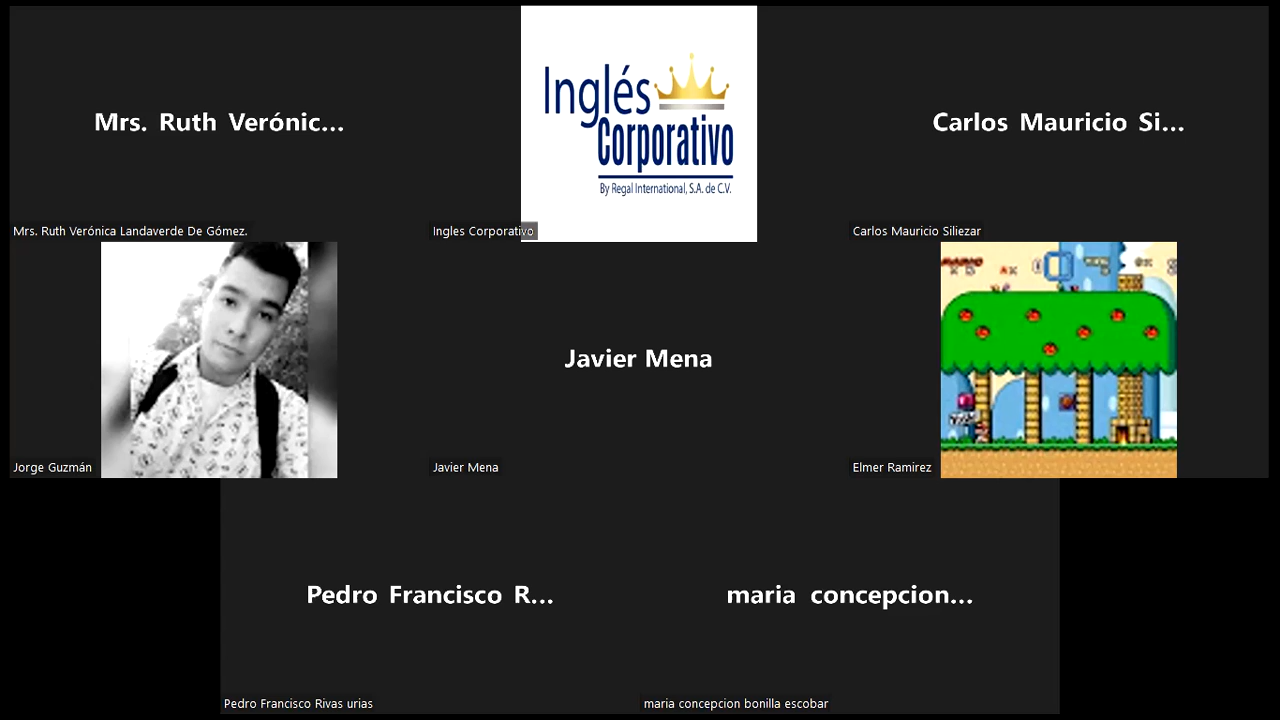 Mrs. Ruth Verónic...
Mrs. Ruth Verónica Landaverde De Gómez.
Inglés
Corporativo
By Regal International, S.A. de C.V.
Ingles Corporativo
Carlos Mauricio Si...
Carlos Mauricio Siliezar
Jorge Guzmán
Javier Mena
Javier Mena
Elmer Ramirez
Pedro Francisco R...
Pedro Francisco Rivas urias
maria concepcion...
maria concepcion bonilla escobar